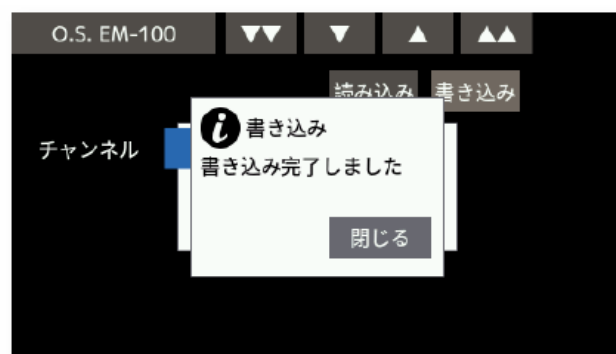 O.S. EM-100 ▼▼ ▼ ▲ ▲▲
読み込み 書き込み
チャンネル
書き込み
書き込み完了しました
閉じる